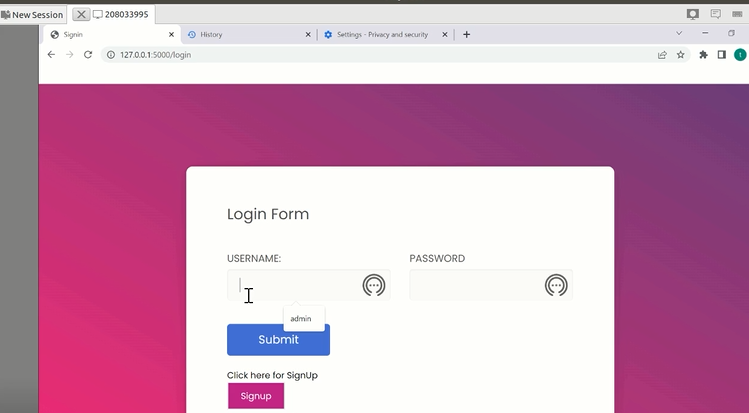 New Session
208033995
Signin
History
Settings - Privacy and security
127.0.0.1:5000/login
t
Login Form
USERNAME:
PASSWORD
admin
Submit
Click here for SignUp
Signup